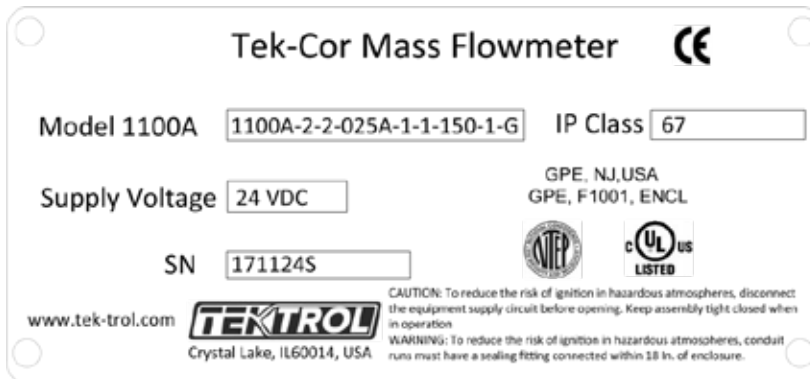 Tek-Cor Mass Flowmeter CE
Model 1100A 1100A-2-2-025A-1-1-150-1-G IP Class 67
GPE, NJ,USA
GPE, F1001, ENCL
Supply Voltage 24 VDC
NTEP
C UL US
LISTED
SN 171124S
www.tek-trol.com TEKTROL
Crystal Lake, IL60014, USA
CAUTION: To reduce the risk of ignition in hazardous atmospheres, disconnect
the equipment supply circuit before opening. Keep assembly tight closed when
in operation
WARNING: To reduce the risk of ignition in hazardous atmospheres, conduit
runs must have a sealing fitting connected within 18 In. of enclosure.